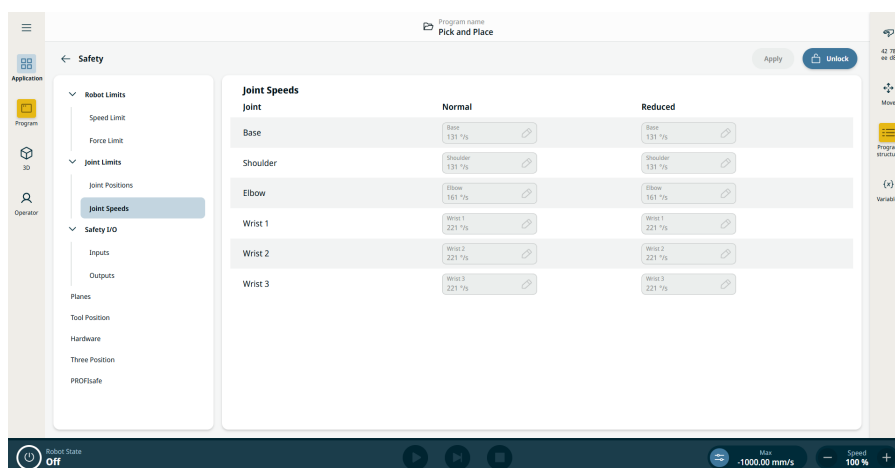 Program name
Pick and Place
Safety
Apply
Unlock
Application
Program
3D
Operator
Robot Limits
Speed Limit
Force Limit
Joint Limits
Joint Positions
Joint Speeds
Safety I/O
Inputs
Outputs
Planes
Tool Position
Hardware
Three Position
PROFIsafe
Joint Speeds
Joint Normal Reduced
Base
Base
131 °/s
Base
131 °/s
Shoulder
Shoulder
131 °/s
Shoulder
131 °/s
Elbow
Elbow
161 °/s
Elbow
161 °/s
Wrist 1
Wrist 1
221 °/s
Wrist 1
221 °/s
Wrist 2
Wrist 2
221 °/s
Wrist 2
221 °/s
Wrist 3
Wrist 3
221 °/s
Wrist 3
221 °/s
42
Move
{x}
Robot State
Off
Max
-1000.00 mm/s
Speed
100 %